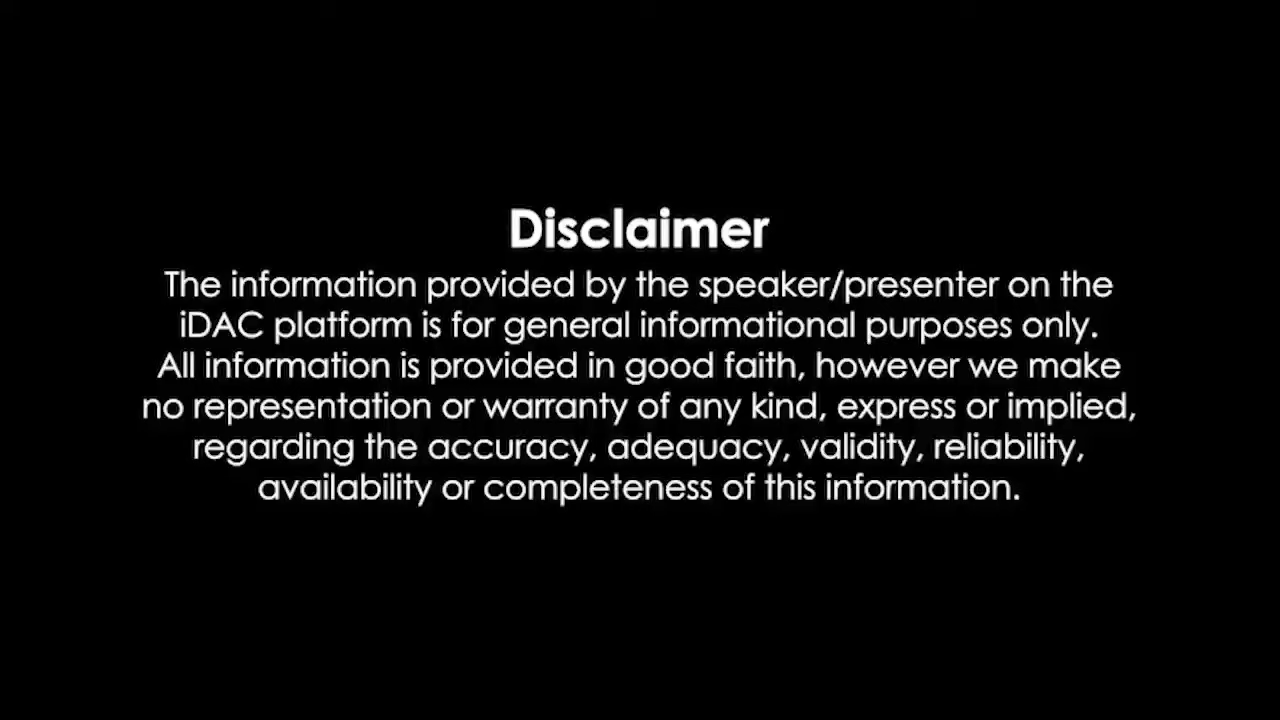 Disclaimer
The information provided by the speaker/presenter on the
iDAC platform is for general informational purposes only.
All information is provided in good faith, however we make
no representation or warranty of any kind, express or implied,
regarding the accuracy, adequacy, validity, reliability,
availability or completeness of this information.